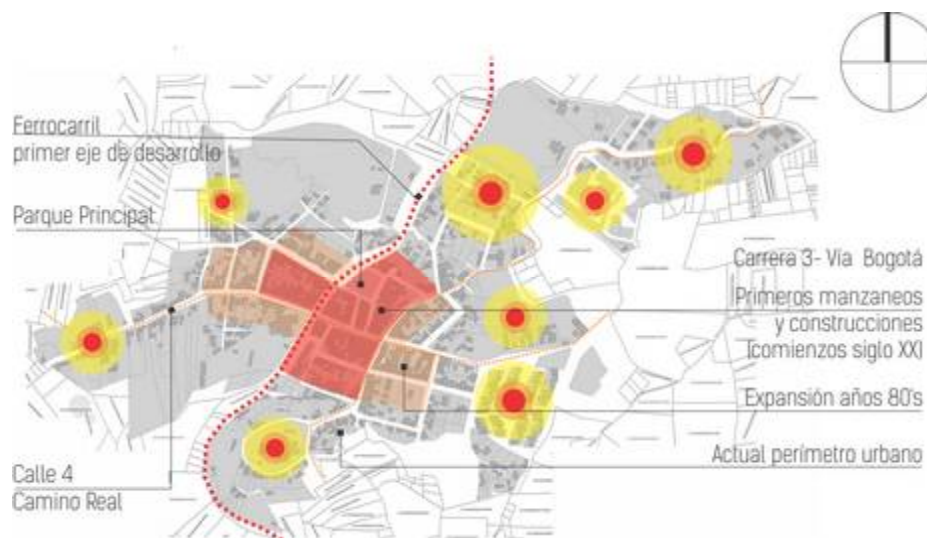 Ferrocarril
primer eje de desarrollo
Parque Principal
Carrera 3- Vía Bogotá
Primeros manzaneos
y construcciones
(comienzos siglo XX)
Expansión años 80's
Actual perímetro urbano
Calle 4
Camino Real